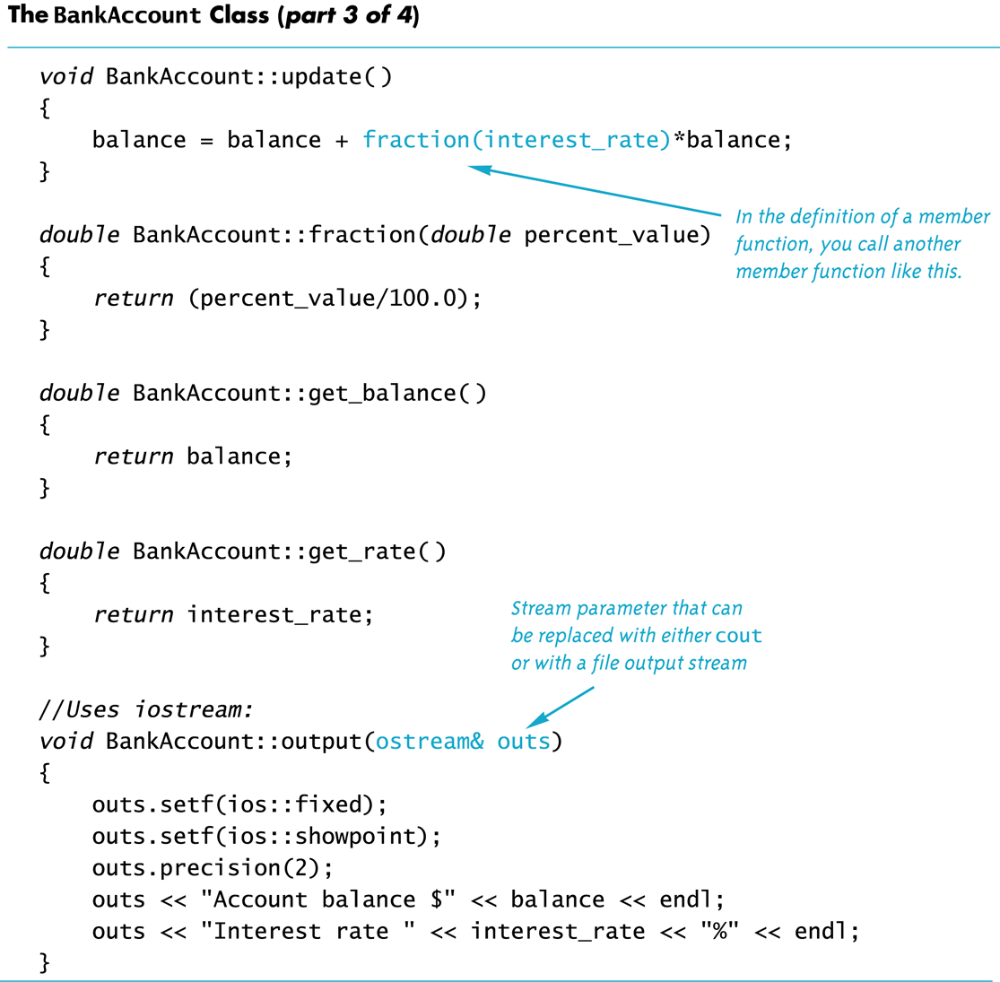 The BankAccount Class (part 3 of 4)
void BankAccount::update()
{
    balance = balance + fraction(interest_rate)*balance;
}
In the definition of a member
function, you call another
member function like this.
double BankAccount::fraction(double percent_value)
{
    return (percent_value/100.0);
}
double BankAccount::get_balance()
{
    return balance;
}
double BankAccount::get_rate()
{
    return interest_rate;
}
Stream parameter that can
be replaced with either cout
or with a file output stream
//Uses iostream:
void BankAccount::output(ostream& outs)
{
    outs.setf(ios::fixed);
    outs.setf(ios::showpoint);
    outs.precision(2);
    outs << "Account balance $" << balance << endl;
    outs << "Interest rate " << interest_rate << "%" << endl;
}